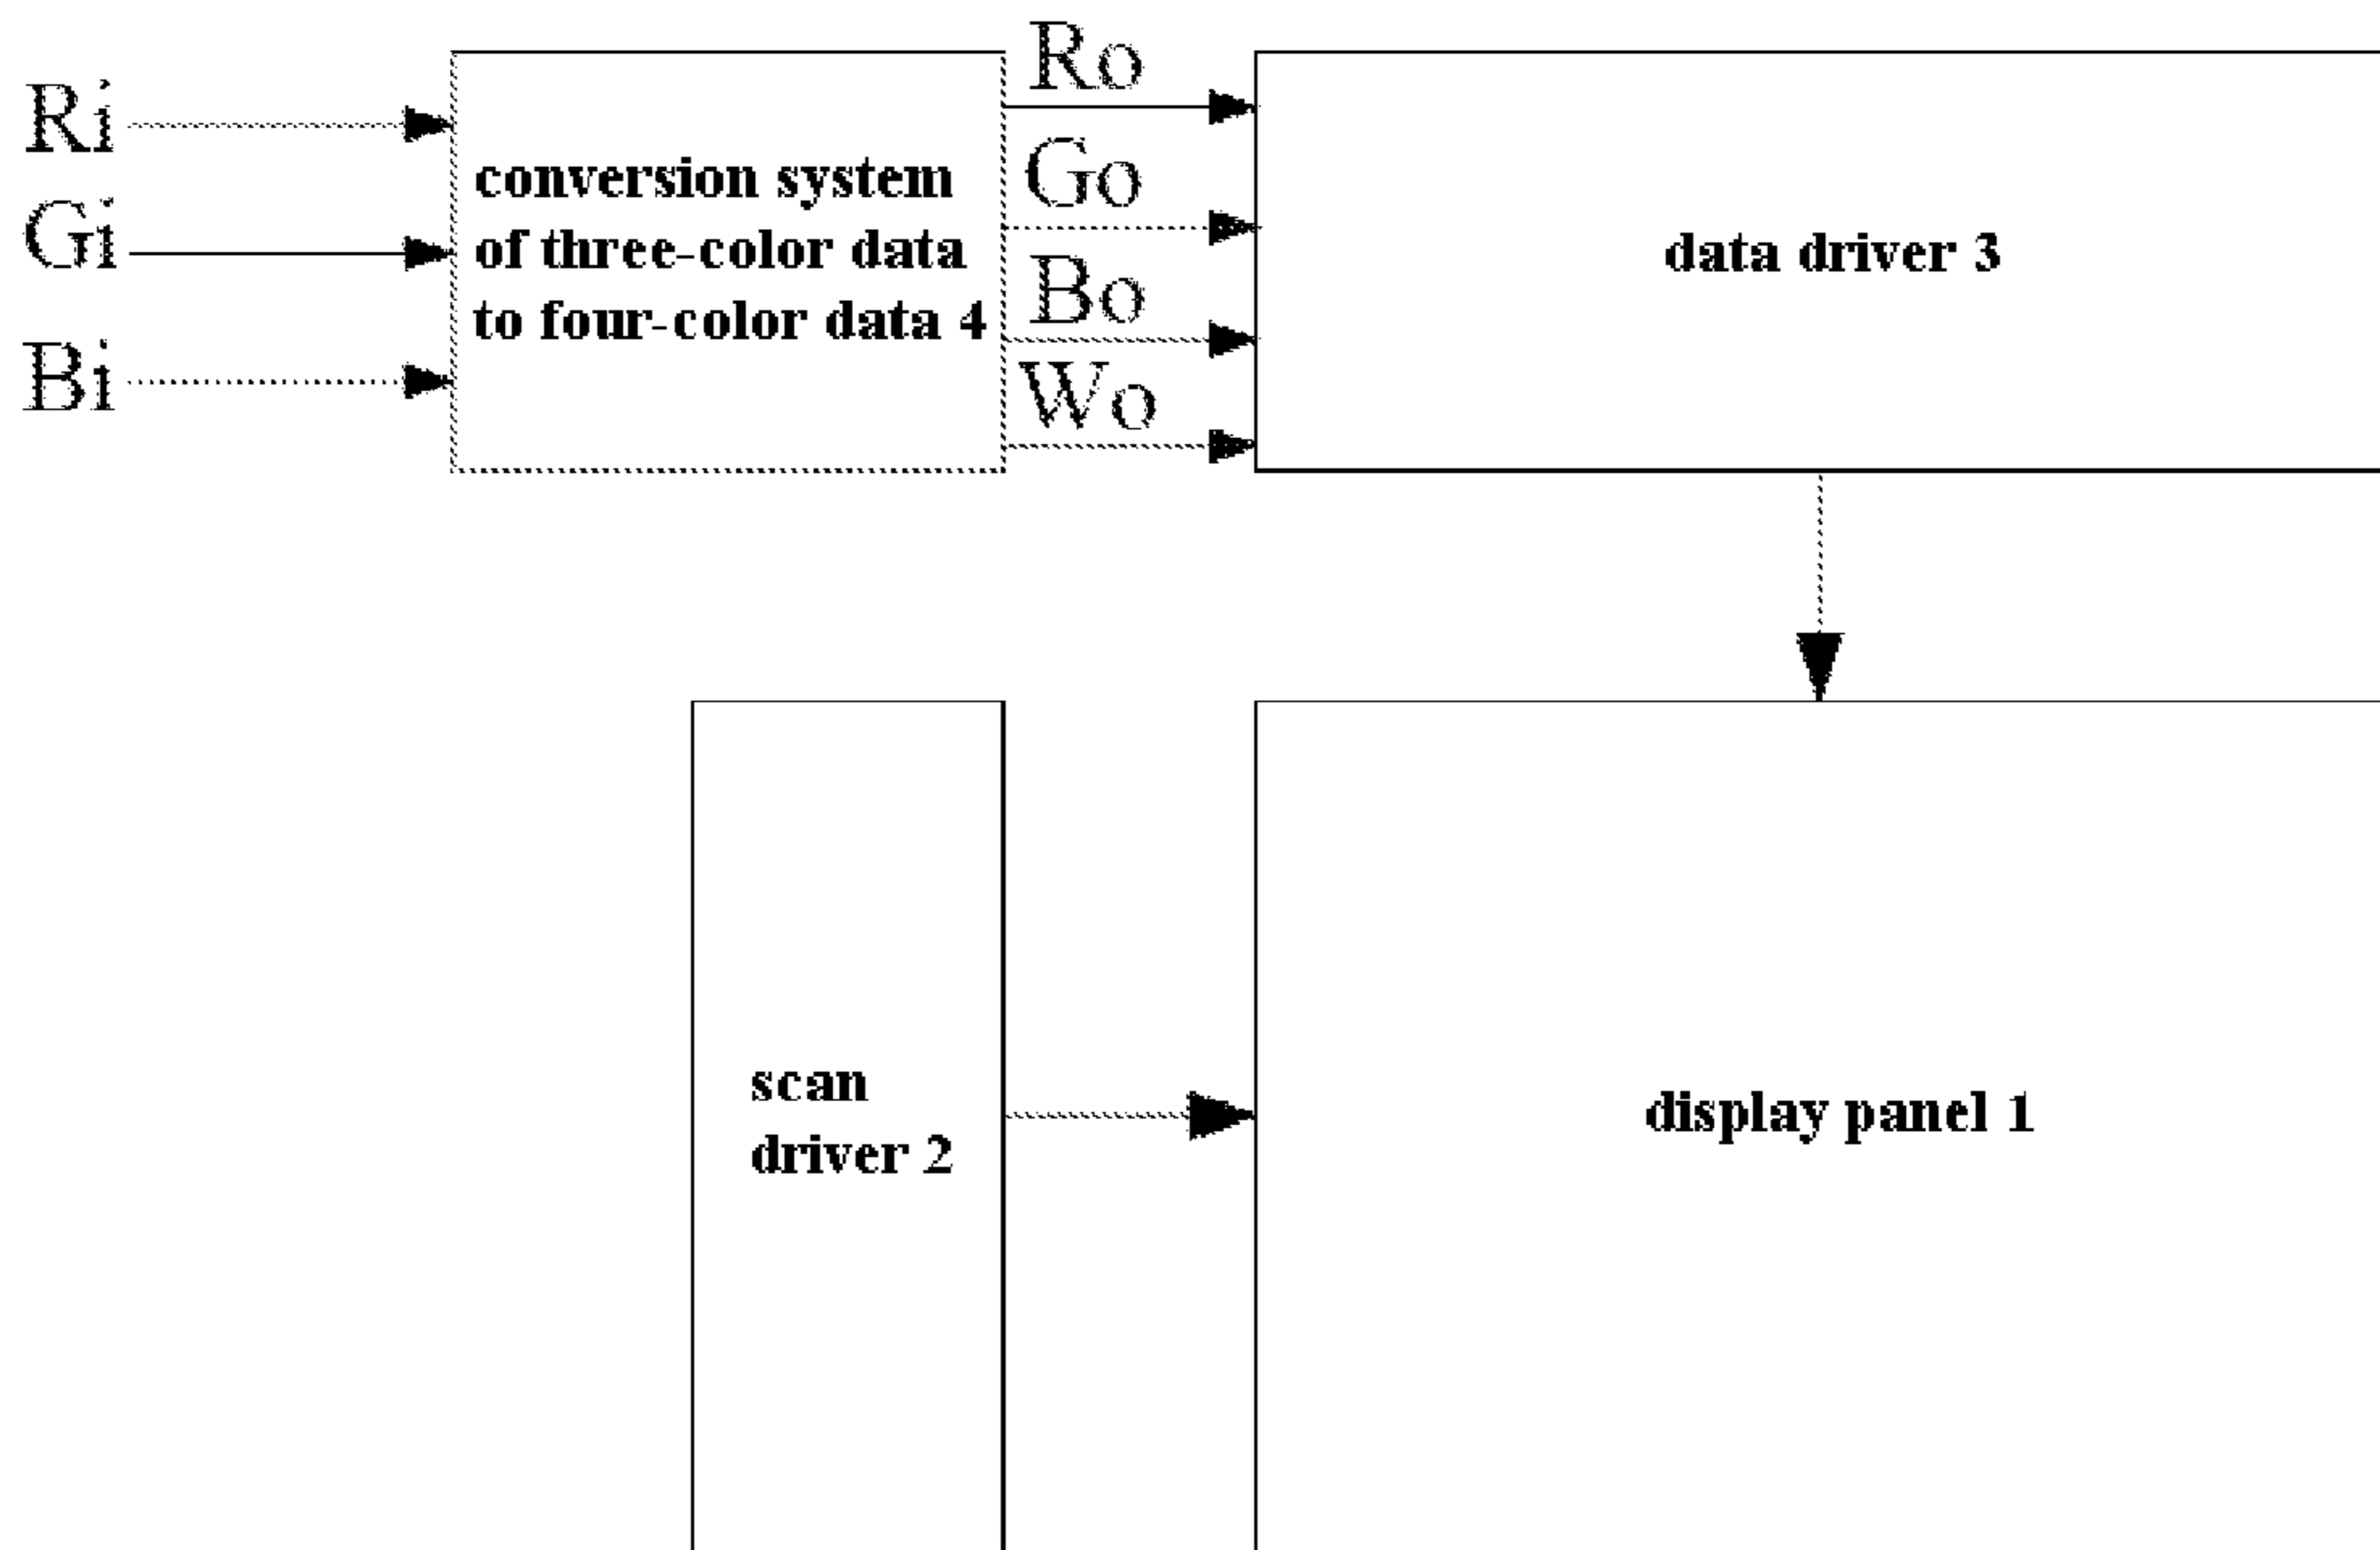 Ri
Gi
Bi
conversion system
of three-color data
to four-color data 4
Ro
Go
Bo
Wo
data driver 3
scan
driver 2
display panel 1